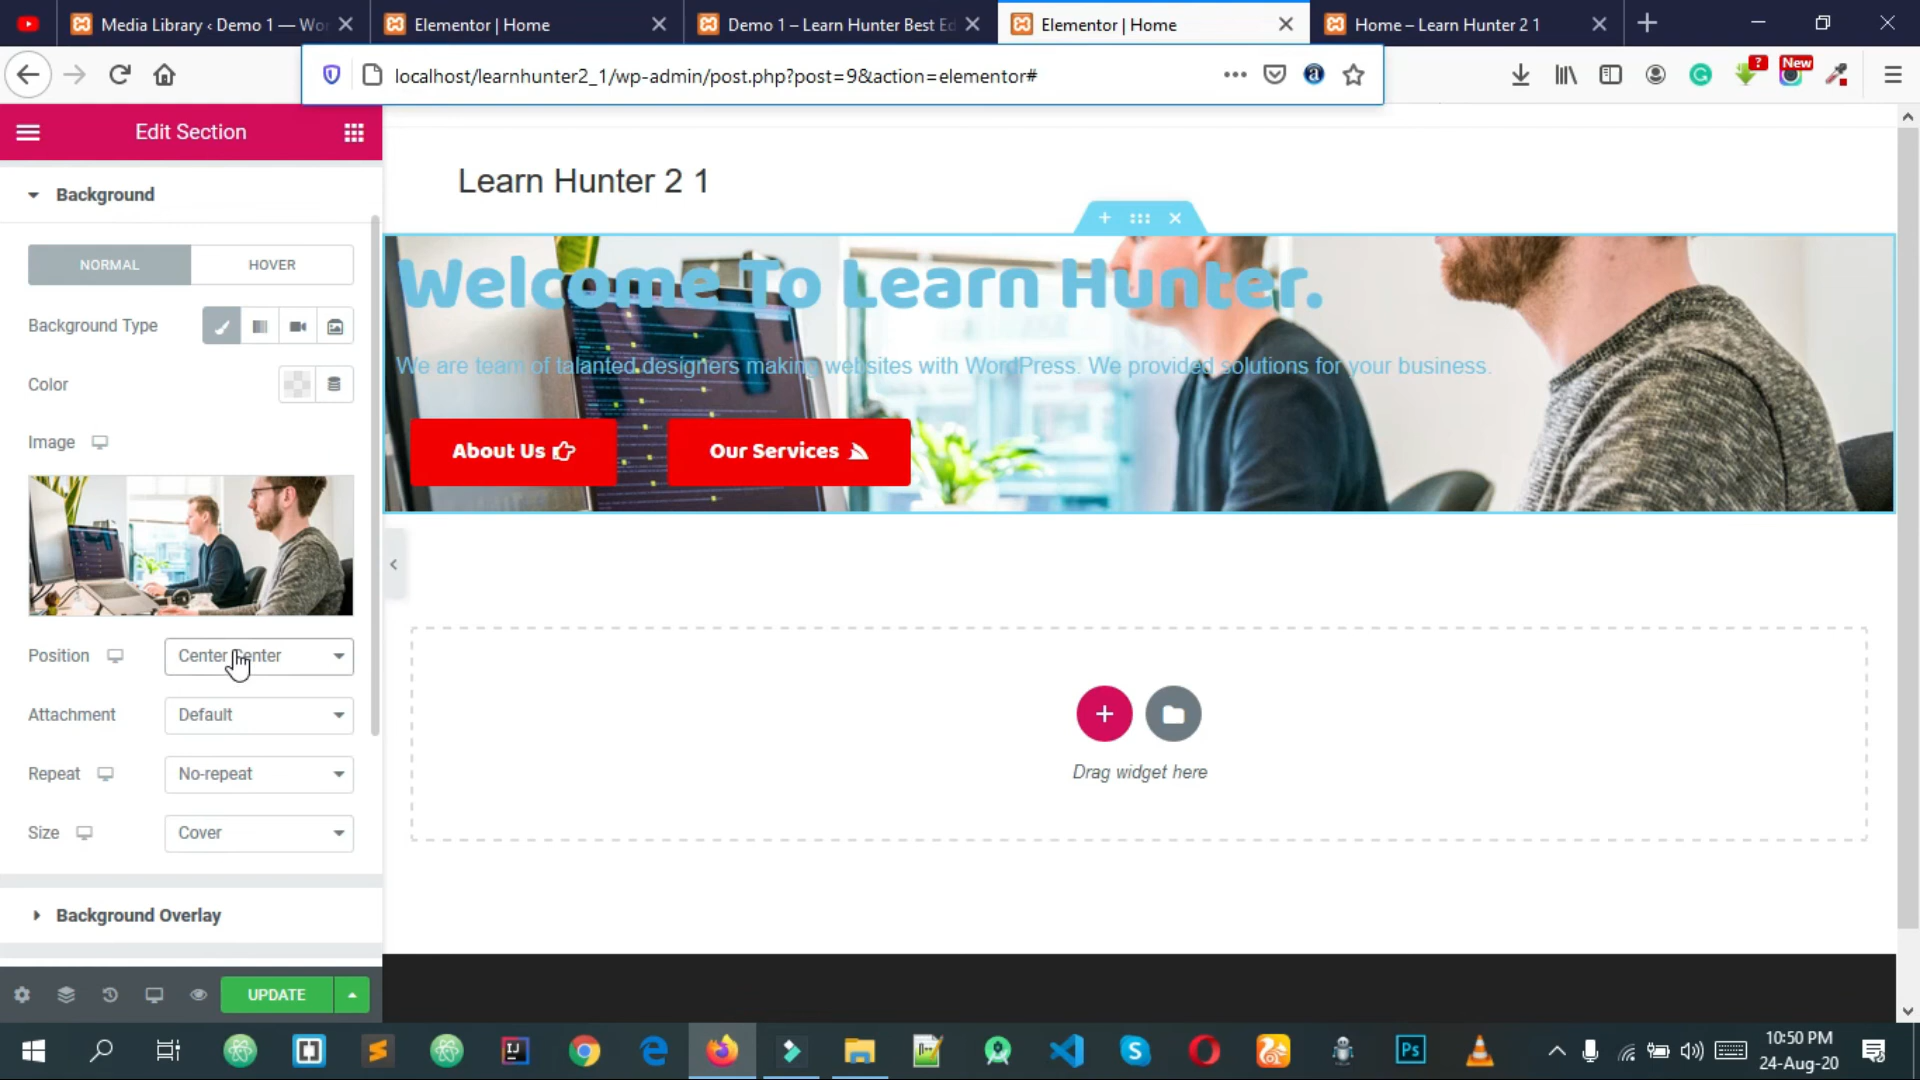 Media Library ‹ Demo 1 — Wor
Elementor | Home
Demo 1 – Learn Hunter Best Ed
Elementor | Home
Home – Learn Hunter 2 1
localhost/learnhunter2_1/wp-admin/post.php?post=9&action=elementor#
?
New
Edit Section
Background
NORMAL
HOVER
Background Type
Color
Image
Position
Center Center
Attachment
Default
Repeat
No-repeat
Size
Cover
Background Overlay
UPDATE
Learn Hunter 2 1
Welcome To Learn Hunter.
We are team of talanted designers making websites with WordPress. We provided solutions for your business.
About Us
Our Services
Drag widget here
IJ
S
Ps
10:50 PM
24-Aug-20